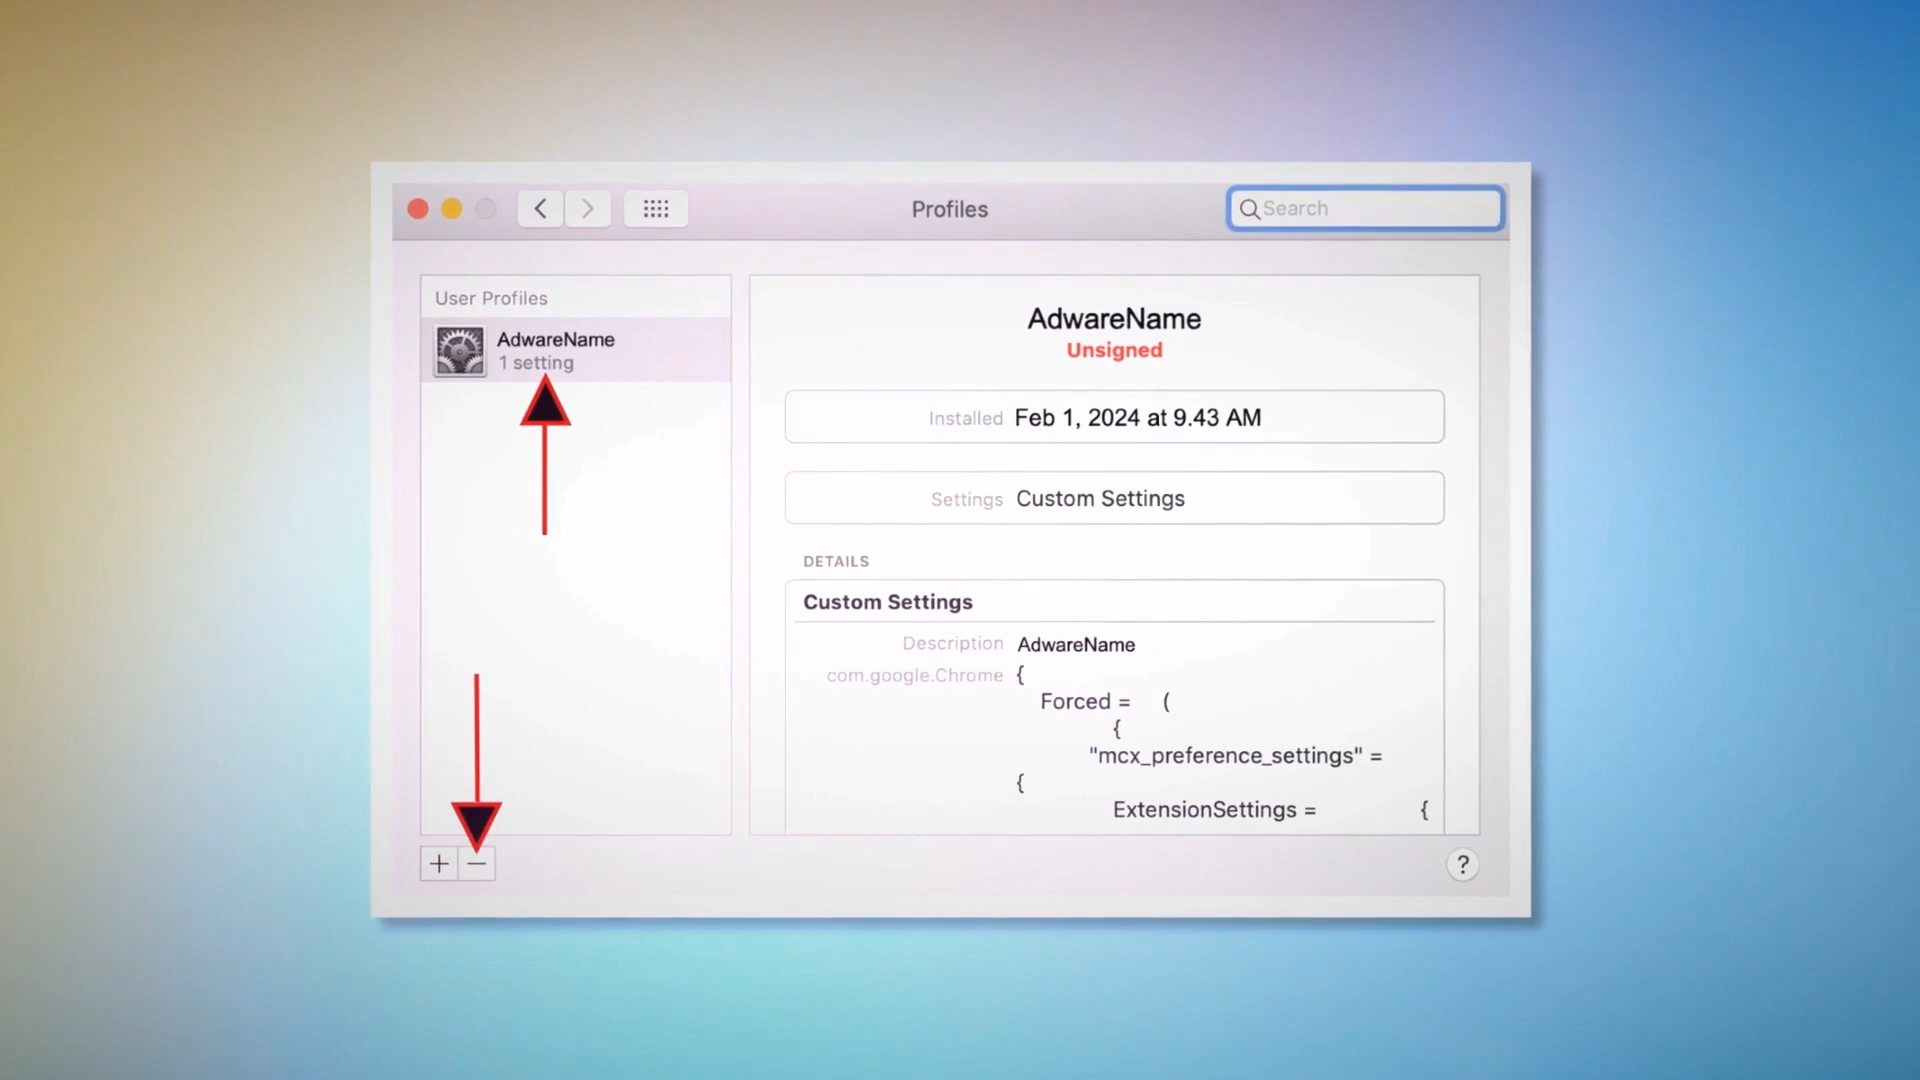 Profiles
Search
User Profiles
AdwareName
1 setting
AdwareName
Unsigned
Installed Feb 1, 2024 at 9.43 AM
Settings Custom Settings
DETAILS
Custom Settings
Description AdwareName
com.google.Chrome {
Forced = (
{
"mcx_preference_settings" =
{
ExtensionSettings = {
+ −
?